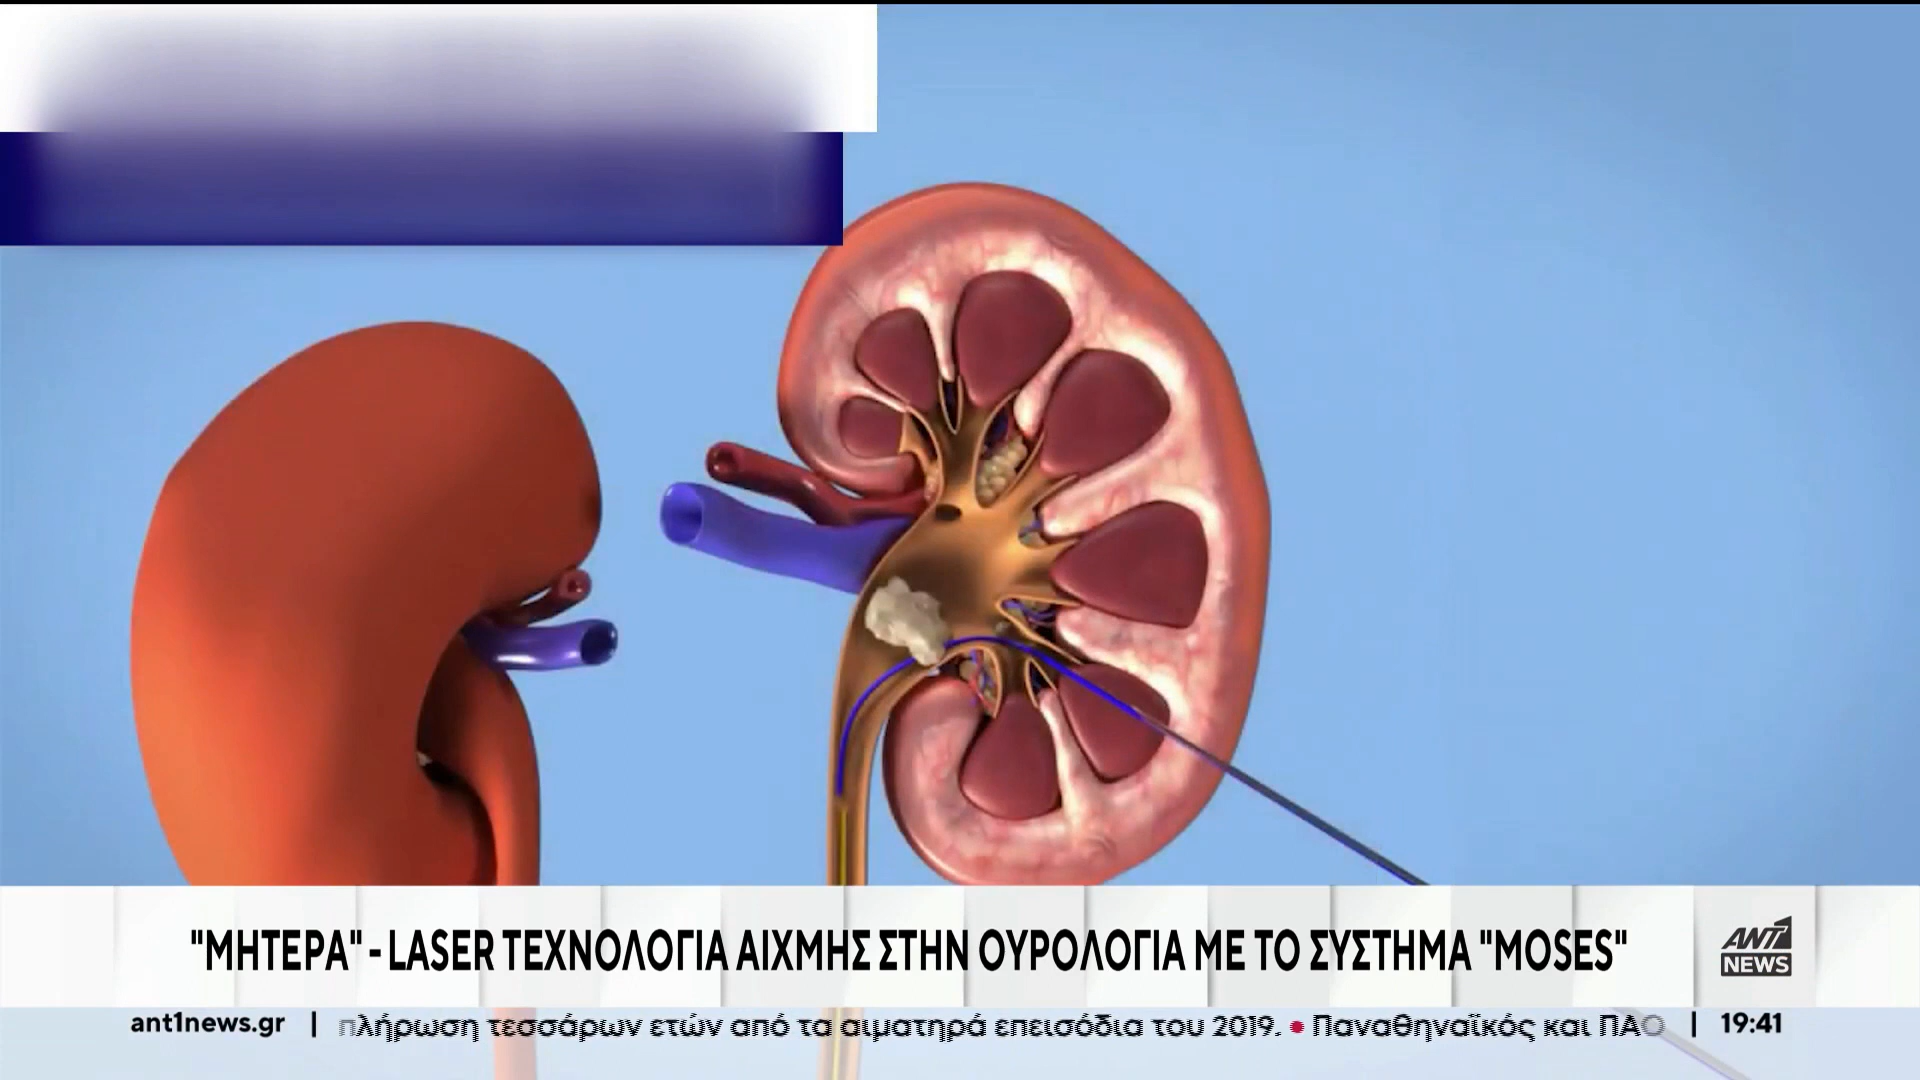 "ΜΗΤΕΡΑ" - LASER ΤΕΧΝΟΛΟΓΙΑ ΑΙΧΜΗΣ ΣΤΗΝ ΟΥΡΟΛΟΓΙΑ ΜΕ ΤΟ ΣΥΣΤΗΜΑ "MOSES"
ANT1
NEWS
ant1news.gr | πλήρωση τεσσάρων ετών από τα αιματηρά επεισόδια του 2019. • Παναθηναϊκός και ΠΑΟ | 19:41